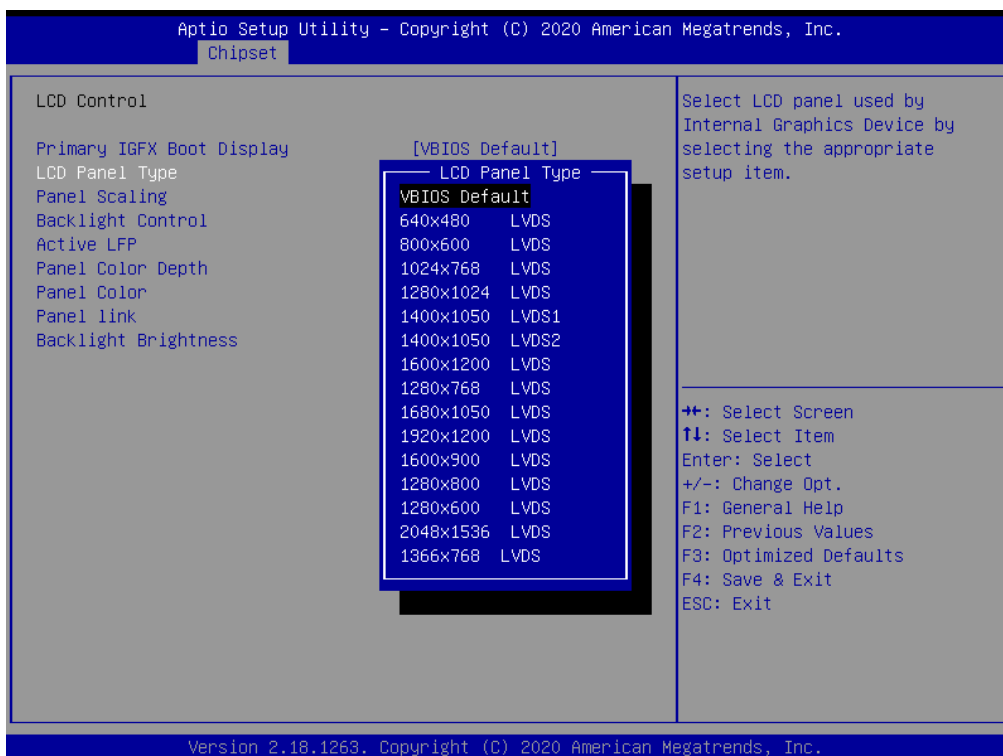 Aptio Setup Utility – Copyright (C) 2020 American Megatrends, Inc.
Chipset
LCD Control
Primary IGFX Boot Display [VBIOS Default]
LCD Panel Type
Panel Scaling
Backlight Control
Active LFP
Panel Color Depth
Panel Color
Panel link
Backlight Brightness
LCD Panel Type
VBIOS Default
640x480 LVDS
800x600 LVDS
1024x768 LVDS
1280x1024 LVDS
1400x1050 LVDS1
1400x1050 LVDS2
1600x1200 LVDS
1280x768 LVDS
1680x1050 LVDS
1920x1200 LVDS
1600x900 LVDS
1280x800 LVDS
1280x600 LVDS
2048x1536 LVDS
1366x768 LVDS
Select LCD panel used by
Internal Graphics Device by
selecting the appropriate
setup item.
→←: Select Screen
↑↓: Select Item
Enter: Select
+/-: Change Opt.
F1: General Help
F2: Previous Values
F3: Optimized Defaults
F4: Save & Exit
ESC: Exit
Version 2.18.1263. Copyright (C) 2020 American Megatrends, Inc.